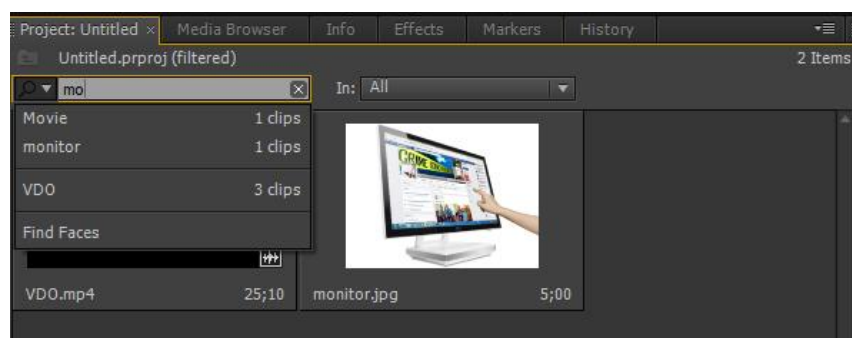 Project: Untitled × Media Browser Info Effects Markers History
Untitled.prproj (filtered) 2 Items
mo In: All
Movie 1 clips
monitor 1 clips
VDO 3 clips
Find Faces
CRIME
VDO.mp4 25;10 monitor.jpg 5;00